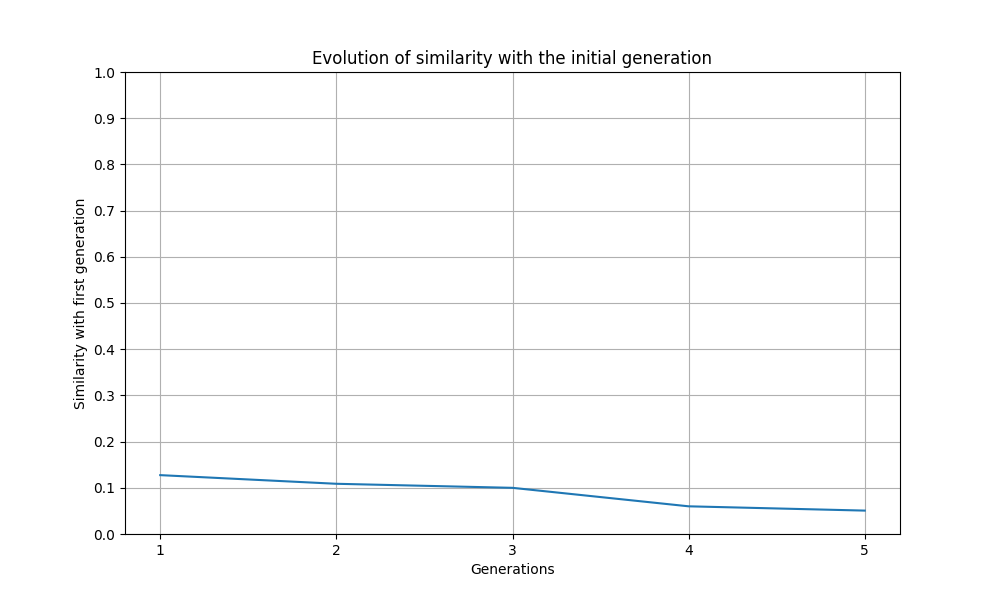 Evolution of similarity with the initial generation
1.0
0.9
0.8
0.7
0.6
0.5
0.4
0.3
0.2
0.1
0.0
Similarity with first generation
1 2 3 4 5
Generations